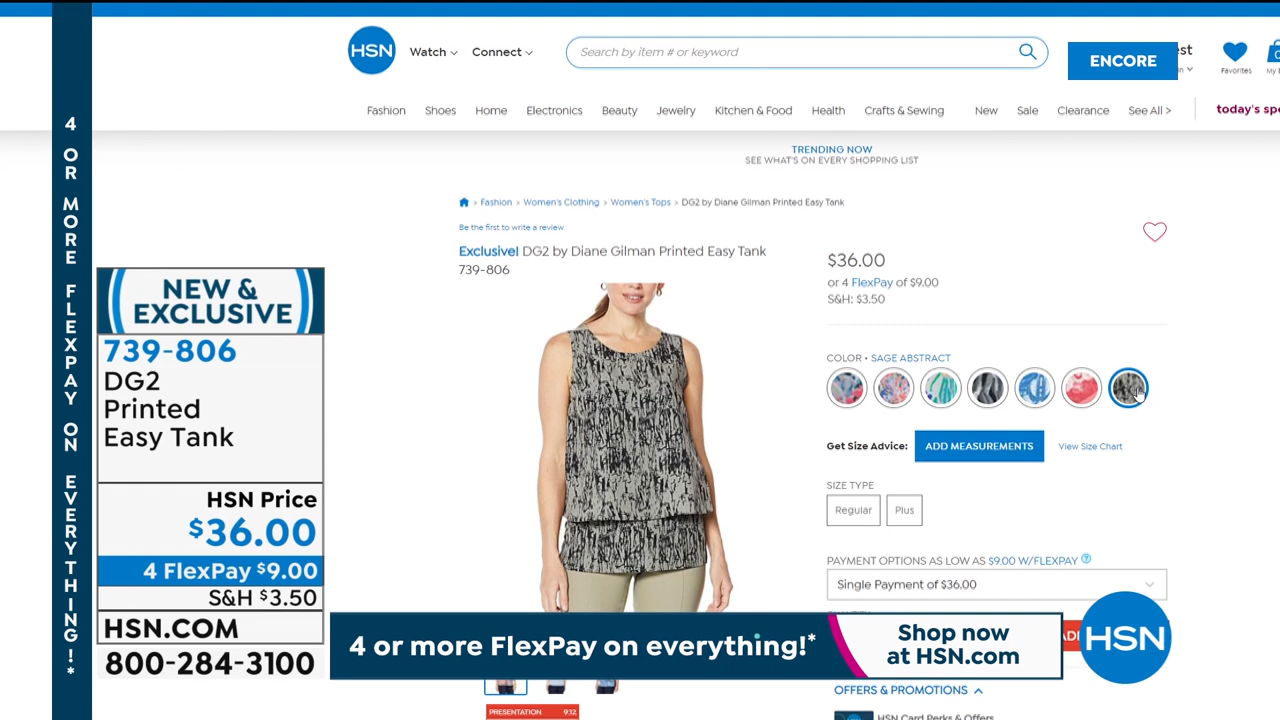 4 OR MORE FLEXPAY ON EVERYTHING!*
HSN
Watch
Connect
Search by item # or keyword
ENCORE
Favorites
Fashion
Shoes
Home
Electronics
Beauty
Jewelry
Kitchen & Food
Health
Crafts & Sewing
New
Sale
Clearance
See All >
today's
TRENDING NOW
SEE WHAT'S ON EVERY SHOPPING LIST
Fashion > Women's Clothing > Women's Tops > DG2 by Diane Gilman Printed Easy Tank
Be the first to write a review
Exclusive! DG2 by Diane Gilman Printed Easy Tank
739-806
$36.00
or 4 FlexPay of $9.00
S&H: $3.50
COLOR • SAGE ABSTRACT
Get Size Advice:
ADD MEASUREMENTS
View Size Chart
SIZE TYPE
Regular
Plus
PAYMENT OPTIONS AS LOW AS $9.00 W/FLEXPAY
Single Payment of $36.00
NEW &
EXCLUSIVE
739-806
DG2
Printed
Easy Tank
HSN Price
$36.00
4 FlexPay $9.00
S&H $3.50
HSN.COM
800-284-3100
4 or more FlexPay on everything!*
Shop now
at HSN.com
HSN
OFFERS & PROMOTIONS
HSN Card Perks & Offers
PRESENTATION 9:12